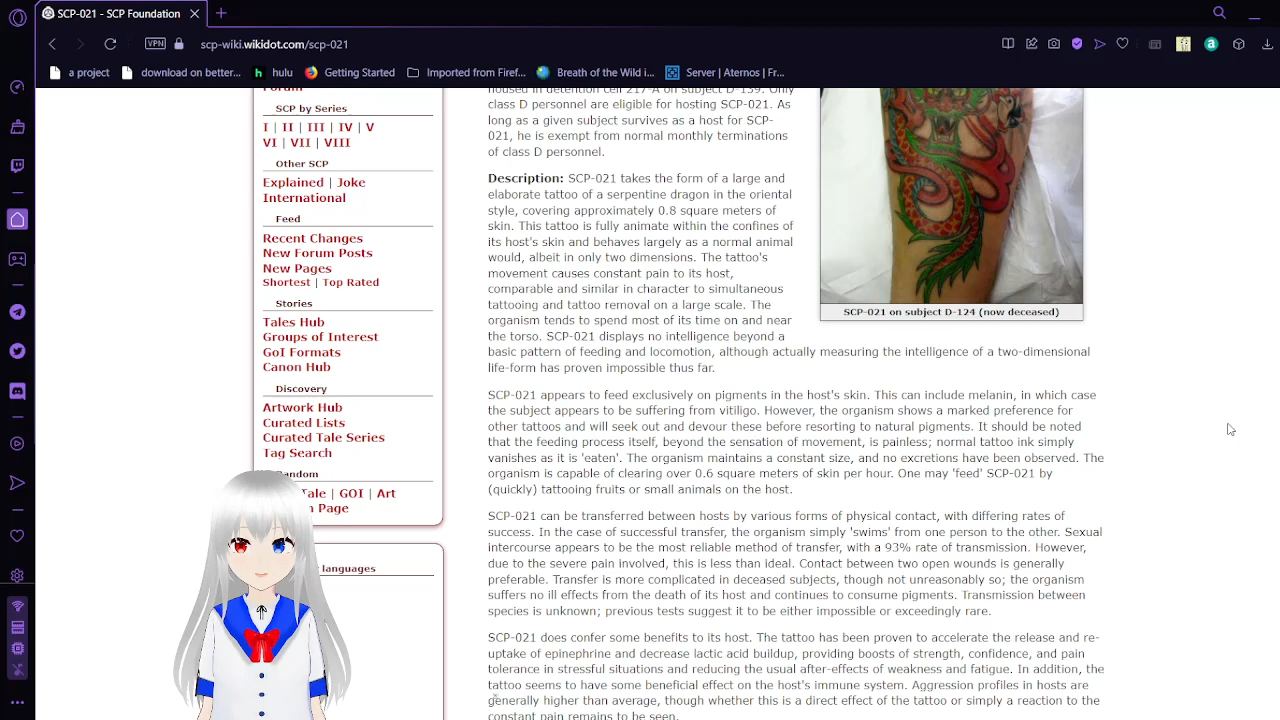 SCP-021 - SCP Foundation
VPN
scp-wiki.wikidot.com/scp-021
a project
download on better...
hulu
Getting Started
Imported from Firef...
Breath of the Wild i...
Server | Aternos | Fr...
Forum
SCP by Series
I | II | III | IV | V
VI | VII | VIII
Other SCP
Explained | Joke
International
Feed
Recent Changes
New Forum Posts
New Pages
Shortest | Top Rated
Stories
Tales Hub
Groups of Interest
GoI Formats
Canon Hub
Discovery
Artwork Hub
Curated Lists
Curated Tale Series
Tag Search
Random
Tale | GOI | Art
Page
languages
housed in detention cell 217-A on subject D-139. Only
class D personnel are eligible for hosting SCP-021. As
long as a given subject survives as a host for SCP-
021, he is exempt from normal monthly terminations
of class D personnel.
Description: SCP-021 takes the form of a large and
elaborate tattoo of a serpentine dragon in the oriental
style, covering approximately 0.8 square meters of
skin. This tattoo is fully animate within the confines of
its host's skin and behaves largely as a normal animal
would, albeit in only two dimensions. The tattoo's
movement causes constant pain to its host,
comparable and similar in character to simultaneous
tattooing and tattoo removal on a large scale. The
organism tends to spend most of its time on and near
the torso. SCP-021 displays no intelligence beyond a
basic pattern of feeding and locomotion, although actually measuring the intelligence of a two-dimensional
life-form has proven impossible thus far.
SCP-021 on subject D-124 (now deceased)
SCP-021 appears to feed exclusively on pigments in the host's skin. This can include melanin, in which case
the subject appears to be suffering from vitiligo. However, the organism shows a marked preference for
other tattoos and will seek out and devour these before resorting to natural pigments. It should be noted
that the feeding process itself, beyond the sensation of movement, is painless; normal tattoo ink simply
vanishes as it is 'eaten'. The organism maintains a constant size, and no excretions have been observed. The
organism is capable of clearing over 0.6 square meters of skin per hour. One may 'feed' SCP-021 by
(quickly) tattooing fruits or small animals on the host.
SCP-021 can be transferred between hosts by various forms of physical contact, with differing rates of
success. In the case of successful transfer, the organism simply 'swims' from one person to the other. Sexual
intercourse appears to be the most reliable method of transfer, with a 93% rate of transmission. However,
due to the severe pain involved, this is less than ideal. Contact between two open wounds is generally
preferable. Transfer is more complicated in deceased subjects, though not unreasonably so; the organism
suffers no ill effects from the death of its host and continues to consume pigments. Transmission between
species is unknown; previous tests suggest it to be either impossible or exceedingly rare.
SCP-021 does confer some benefits to its host. The tattoo has been proven to accelerate the release and re-
uptake of epinephrine and decrease lactic acid buildup, providing boosts of strength, confidence, and pain
tolerance in stressful situations and reducing the usual after-effects of weakness and fatigue. In addition, the
tattoo seems to have some beneficial effect on the host's immune system. Aggression profiles in hosts are
generally higher than average, though whether this is a direct effect of the tattoo or simply a reaction to the
constant pain remains to be seen.